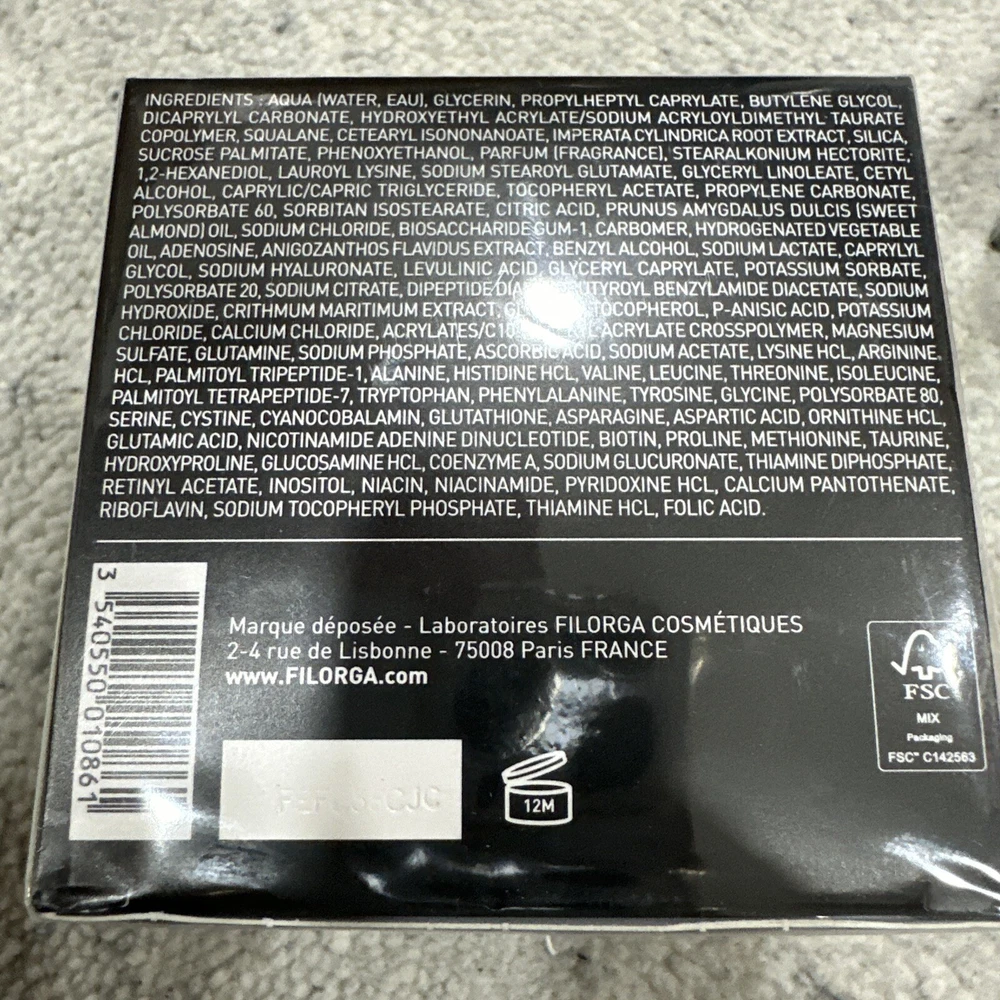 INGREDIENTS : AQUA (WATER, EAU), GLYCERIN, PROPYLHEPTYL CAPRYLATE, BUTYLENE GLYCOL,
DICAPRYLYL CARBONATE, HYDROXYETHYL ACRYLATE/SODIUM ACRYLOYLDIMETHYL TAURATE
COPOLYMER, SQUALANE, CETEARYL ISONONANOATE, IMPERATA CYLINDRICA ROOT EXTRACT, SILICA,
SUCROSE PALMITATE, PHENOXYETHANOL, PARFUM (FRAGRANCE), STEARALKONIUM HECTORITE,
1,2-HEXANEDIOL, LAUROYL LYSINE, SODIUM STEAROYL GLUTAMATE, GLYCERYL LINOLEATE, CETYL
ALCOHOL, CAPRYLIC/CAPRIC TRIGLYCERIDE, TOCOPHERYL ACETATE, PROPYLENE CARBONATE,
POLYSORBATE 60, SORBITAN ISOSTEARATE, CITRIC ACID, PRUNUS AMYGDALUS DULCIS (SWEET
ALMOND) OIL, SODIUM CHLORIDE, BIOSACCHARIDE GUM-1, CARBOMER, HYDROGENATED VEGETABLE
OIL, ADENOSINE, ANIGOZANTHOS FLAVIDUS EXTRACT, BENZYL ALCOHOL, SODIUM LACTATE, CAPRYLYL
GLYCOL, SODIUM HYALURONATE, LEVULINIC ACID, GLYCERYL CAPRYLATE, POTASSIUM SORBATE,
POLYSORBATE 20, SODIUM CITRATE, DIPEPTIDE BENZYLAMIDE DIACETATE, SODIUM
HYDROXIDE, CRITHMUM MARITIMUM EXTRACT, TOCOPHEROL, P-ANISIC ACID, POTASSIUM
CHLORIDE, CALCIUM CHLORIDE, ACRYLATE CROSSPOLYMER, MAGNESIUM
SULFATE, GLUTAMINE, SODIUM PHOSPHATE, ASCORBIC ACID, SODIUM ACETATE, LYSINE HCL, ARGININE
HCL, PALMITOYL TRIPEPTIDE-1, ALANINE, HISTIDINE HCL, VALINE, LEUCINE, THREONINE, ISOLEUCINE,
PALMITOYL TETRAPEPTIDE-7, TRYPTOPHAN, PHENYLALANINE, TYROSINE, GLYCINE, POLYSORBATE 80,
SERINE, CYSTINE, CYANOCOBALAMIN, GLUTATHIONE, ASPARAGINE, ASPARTIC ACID, ORNITHINE HCL,
GLUTAMIC ACID, NICOTINAMIDE ADENINE DINUCLEOTIDE, BIOTIN, PROLINE, METHIONINE, TAURINE,
HYDROXYPROLINE, GLUCOSAMINE HCL, COENZYME A, SODIUM GLUCURONATE, THIAMINE DIPHOSPHATE,
RETINYL ACETATE, INOSITOL, NIACIN, NIACINAMIDE, PYRIDOXINE HCL, CALCIUM PANTOTHENATE,
RIBOFLAVIN, SODIUM TOCOPHERYL PHOSPHATE, THIAMINE HCL, FOLIC ACID.
3 540550 010861
Marque déposée - Laboratoires FILORGA COSMÉTIQUES
2-4 rue de Lisbonne - 75008 Paris FRANCE
www.FILORGA.com
12M
FSC
MIX
Packaging
FSC™ C142563